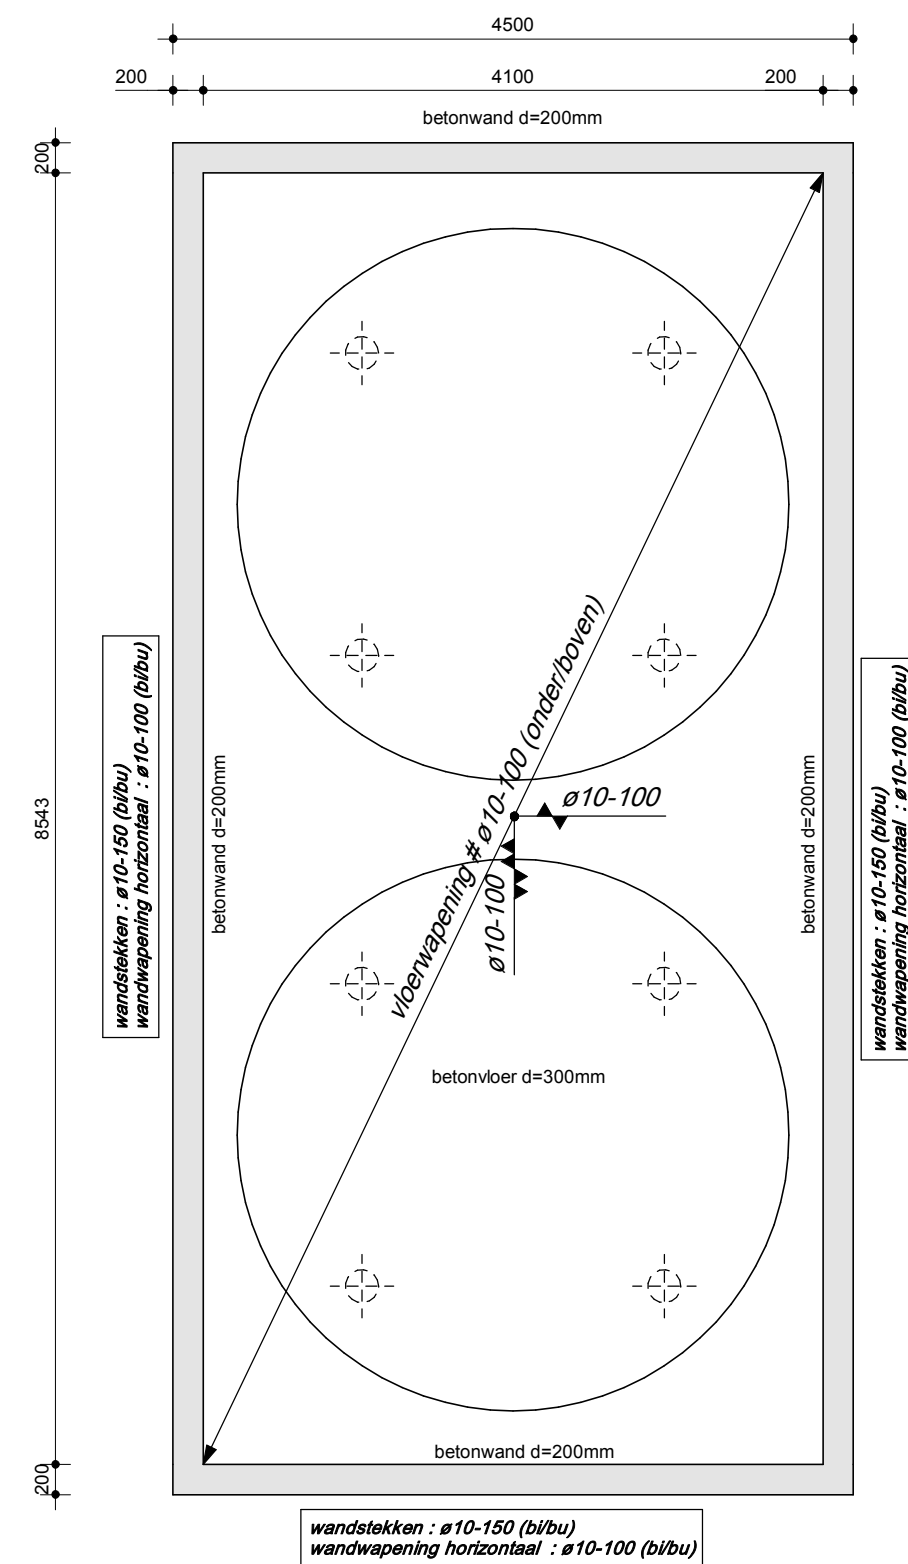 4500
200
4100
200
betonwand d=200mm
200
wandstekken : ø10-150 (bi/bu)
wandwapening horizontaal : ø10-100 (bi/bu)
8543
betonwand d=200mm
vloerwapening # ø10-100 (onder/boven)
ø10-100
ø10-100
betonwand d=200mm
wandstekken : ø10-150 (bi/bu)
wandwapening horizontaal : ø10-100 (bi/bu)
betonvloer d=300mm
betonwand d=200mm
200
wandstekken : ø10-150 (bi/bu)
wandwapening horizontaal : ø10-100 (bi/bu)